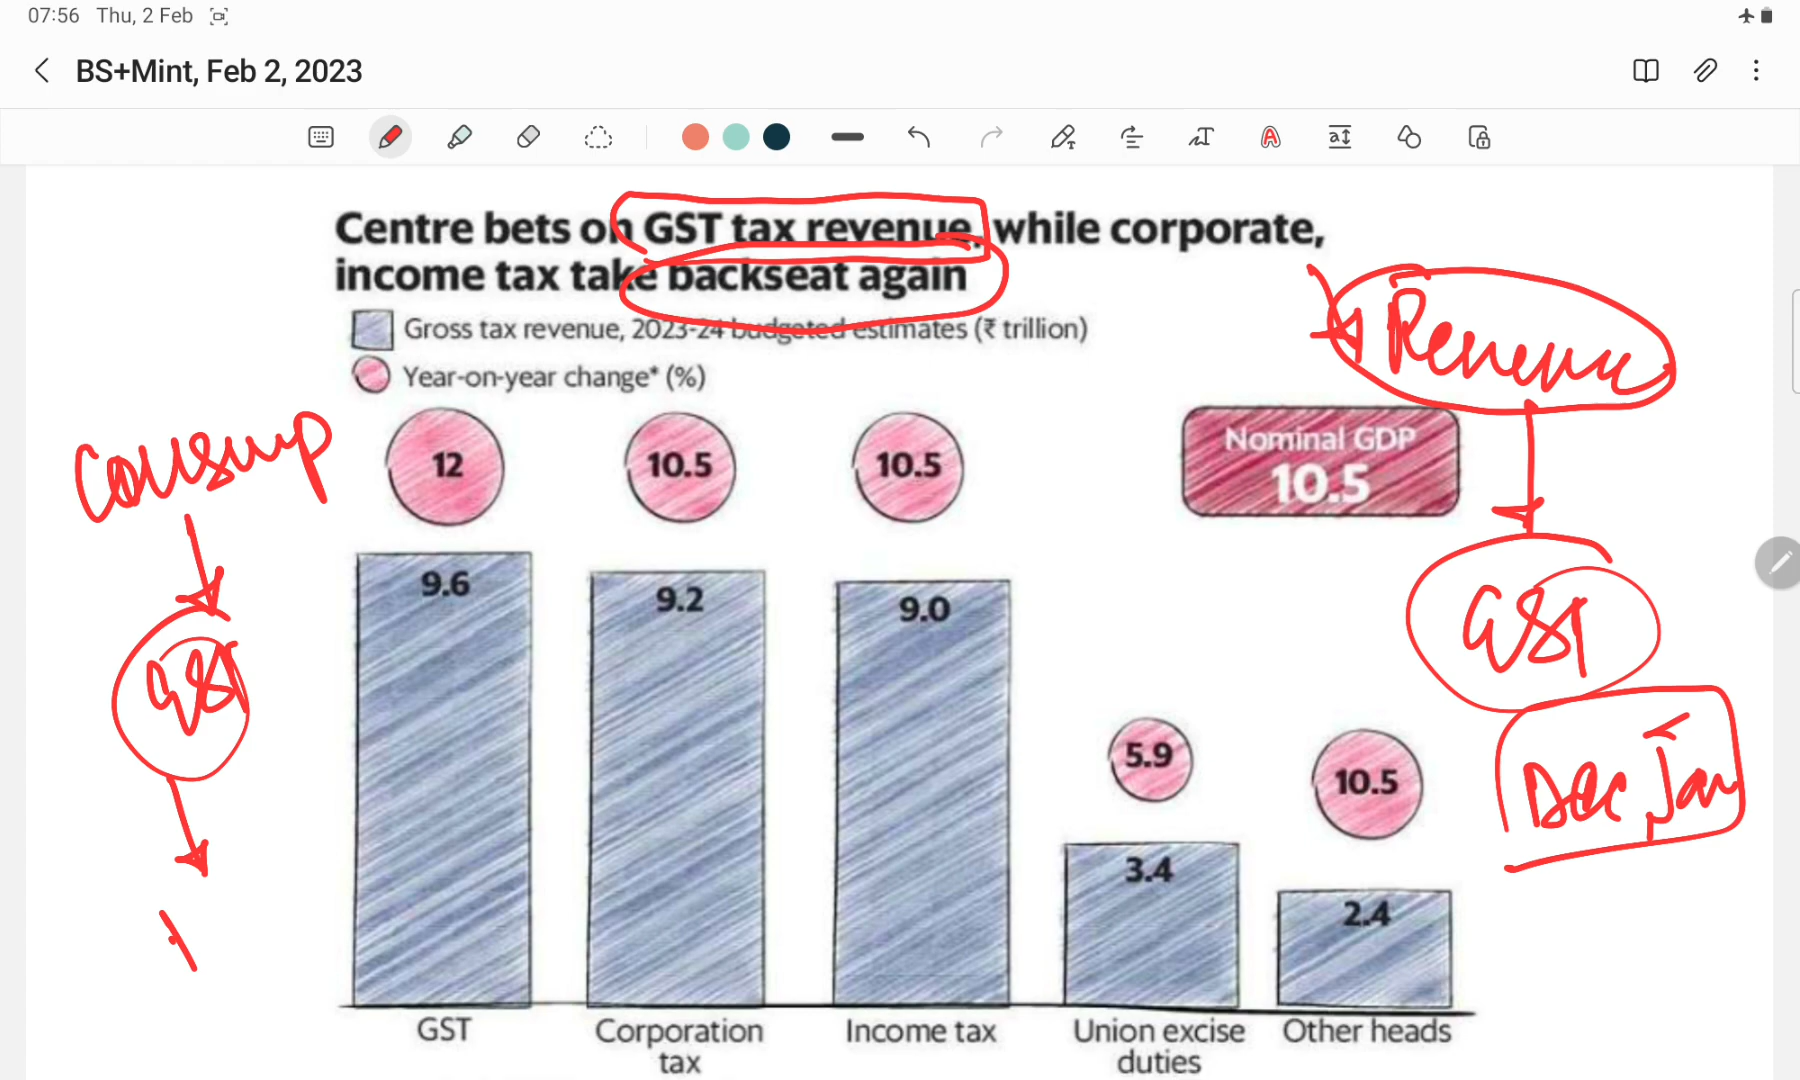 07:56 Thu, 2 Feb
BS+Mint, Feb 2, 2023
Centre bets on GST tax revenue, while corporate,
income tax take backseat again
Gross tax revenue, 2023-24 budgeted estimates (₹ trillion)
Year-on-year change* (%)
Revenue
Consump
12
10.5
10.5
Nominal GDP
10.5
9.6
9.2
9.0
GST
GST
5.9
10.5
Dec Jan
3.4
2.4
GST
Corporation
tax
Income tax
Union excise
duties
Other heads